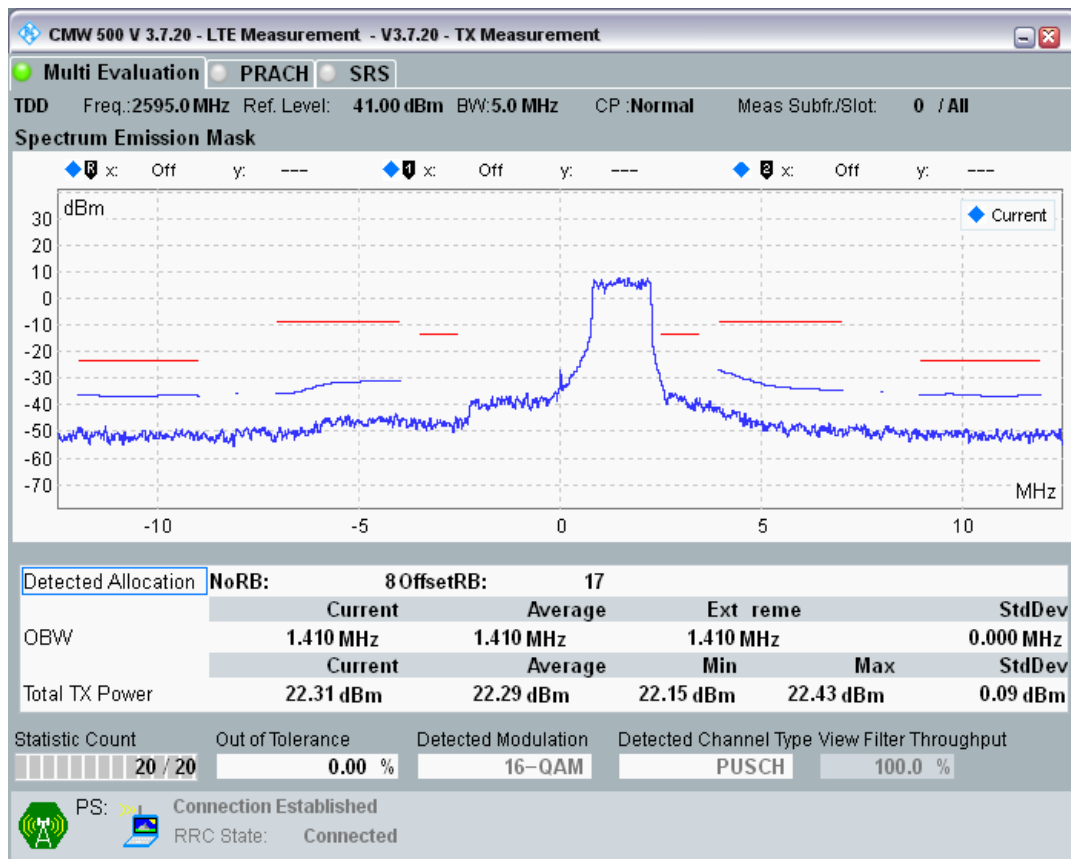 CMW 500 V 3.7.20 - LTE Measurement - V3.7.20 - TX Measurement
Multi Evaluation PRACH SRS
TDD Freq.:2595.0 MHz Ref. Level: 41.00 dBm BW:5.0 MHz CP :Normal Meas Subfr./Slot: 0 / All
Spectrum Emission Mask
R x: Off y: --- 1 x: Off y: --- 2 x: Off y: ---
dBm
Current
30
20
10
0
-10
-20
-30
-40
-50
-60
-70
MHz
-10 -5 0 5 10
Detected Allocation NoRB: 8 OffsetRB: 17
Current Average Ext reme StdDev
OBW 1.410 MHz 1.410 MHz 1.410 MHz 0.000 MHz
Current Average Min Max StdDev
Total TX Power 22.31 dBm 22.29 dBm 22.15 dBm 22.43 dBm 0.09 dBm
Statistic Count Out of Tolerance Detected Modulation Detected Channel Type View Filter Throughput
20 / 20 0.00 % 16-QAM PUSCH 100.0 %
PS: Connection Established
RRC State: Connected